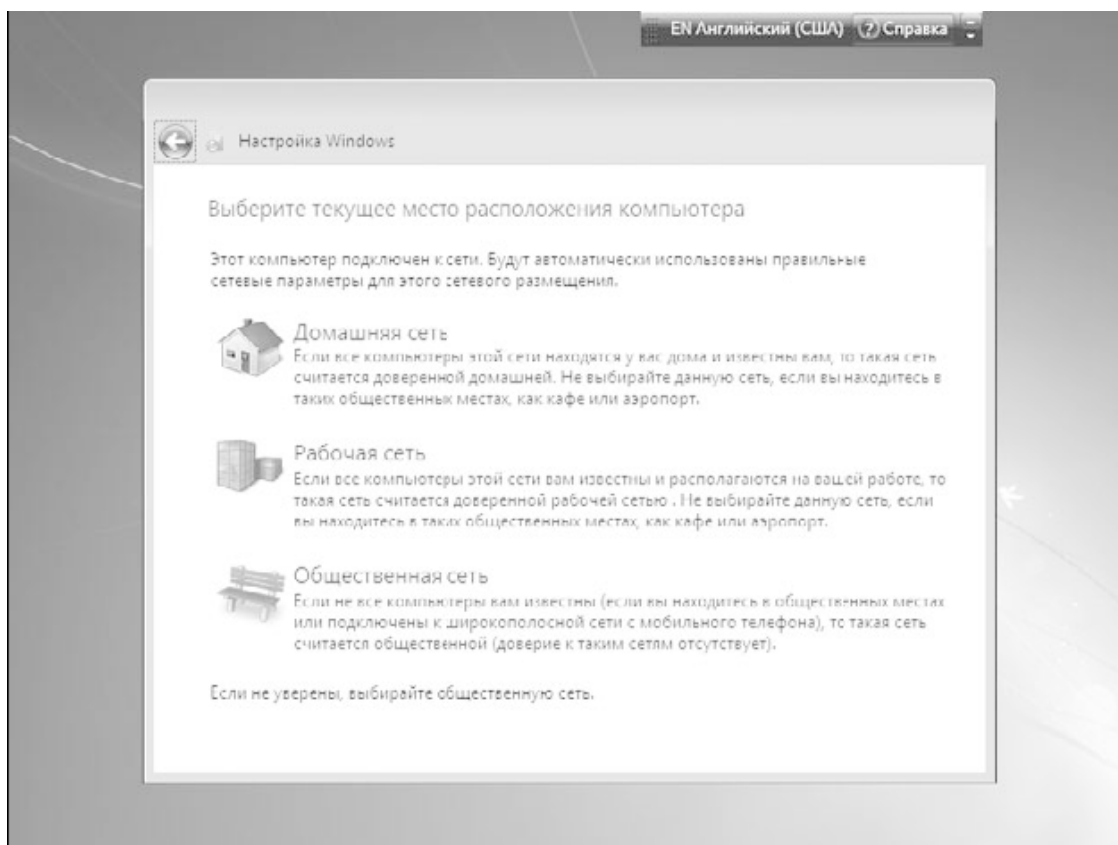 EN Английский (США) ? Справка
Настройка Windows
Выберите текущее место расположения компьютера
Этот компьютер подключен к сети. Будут автоматически использованы правильные
сетевые параметры для этого сетевого размещения.
Домашняя сеть
Если все компьютеры этой сети находятся у вас дома и известны вам, то такая сеть
считается доверенной домашней. Не выбирайте данную сеть, если вы находитесь в
таких общественных местах, как кафе или аэропорт.
Рабочая сеть
Если все компьютеры этой сети вам известны и располагаются на вашей работе, то
такая сеть считается доверенной рабочей сетью . Не выбирайте данную сеть, если
вы находитесь в таких общественных местах, как кафе или аэропорт.
Общественная сеть
Если не все компьютеры вам известны (если вы находитесь в общественных местах
или подключены к широкополосной сети с мобильного телефона), то такая сеть
считается общественной (доверие к таким сетям отсутствует).
Если не уверены, выбирайте общественную сеть.